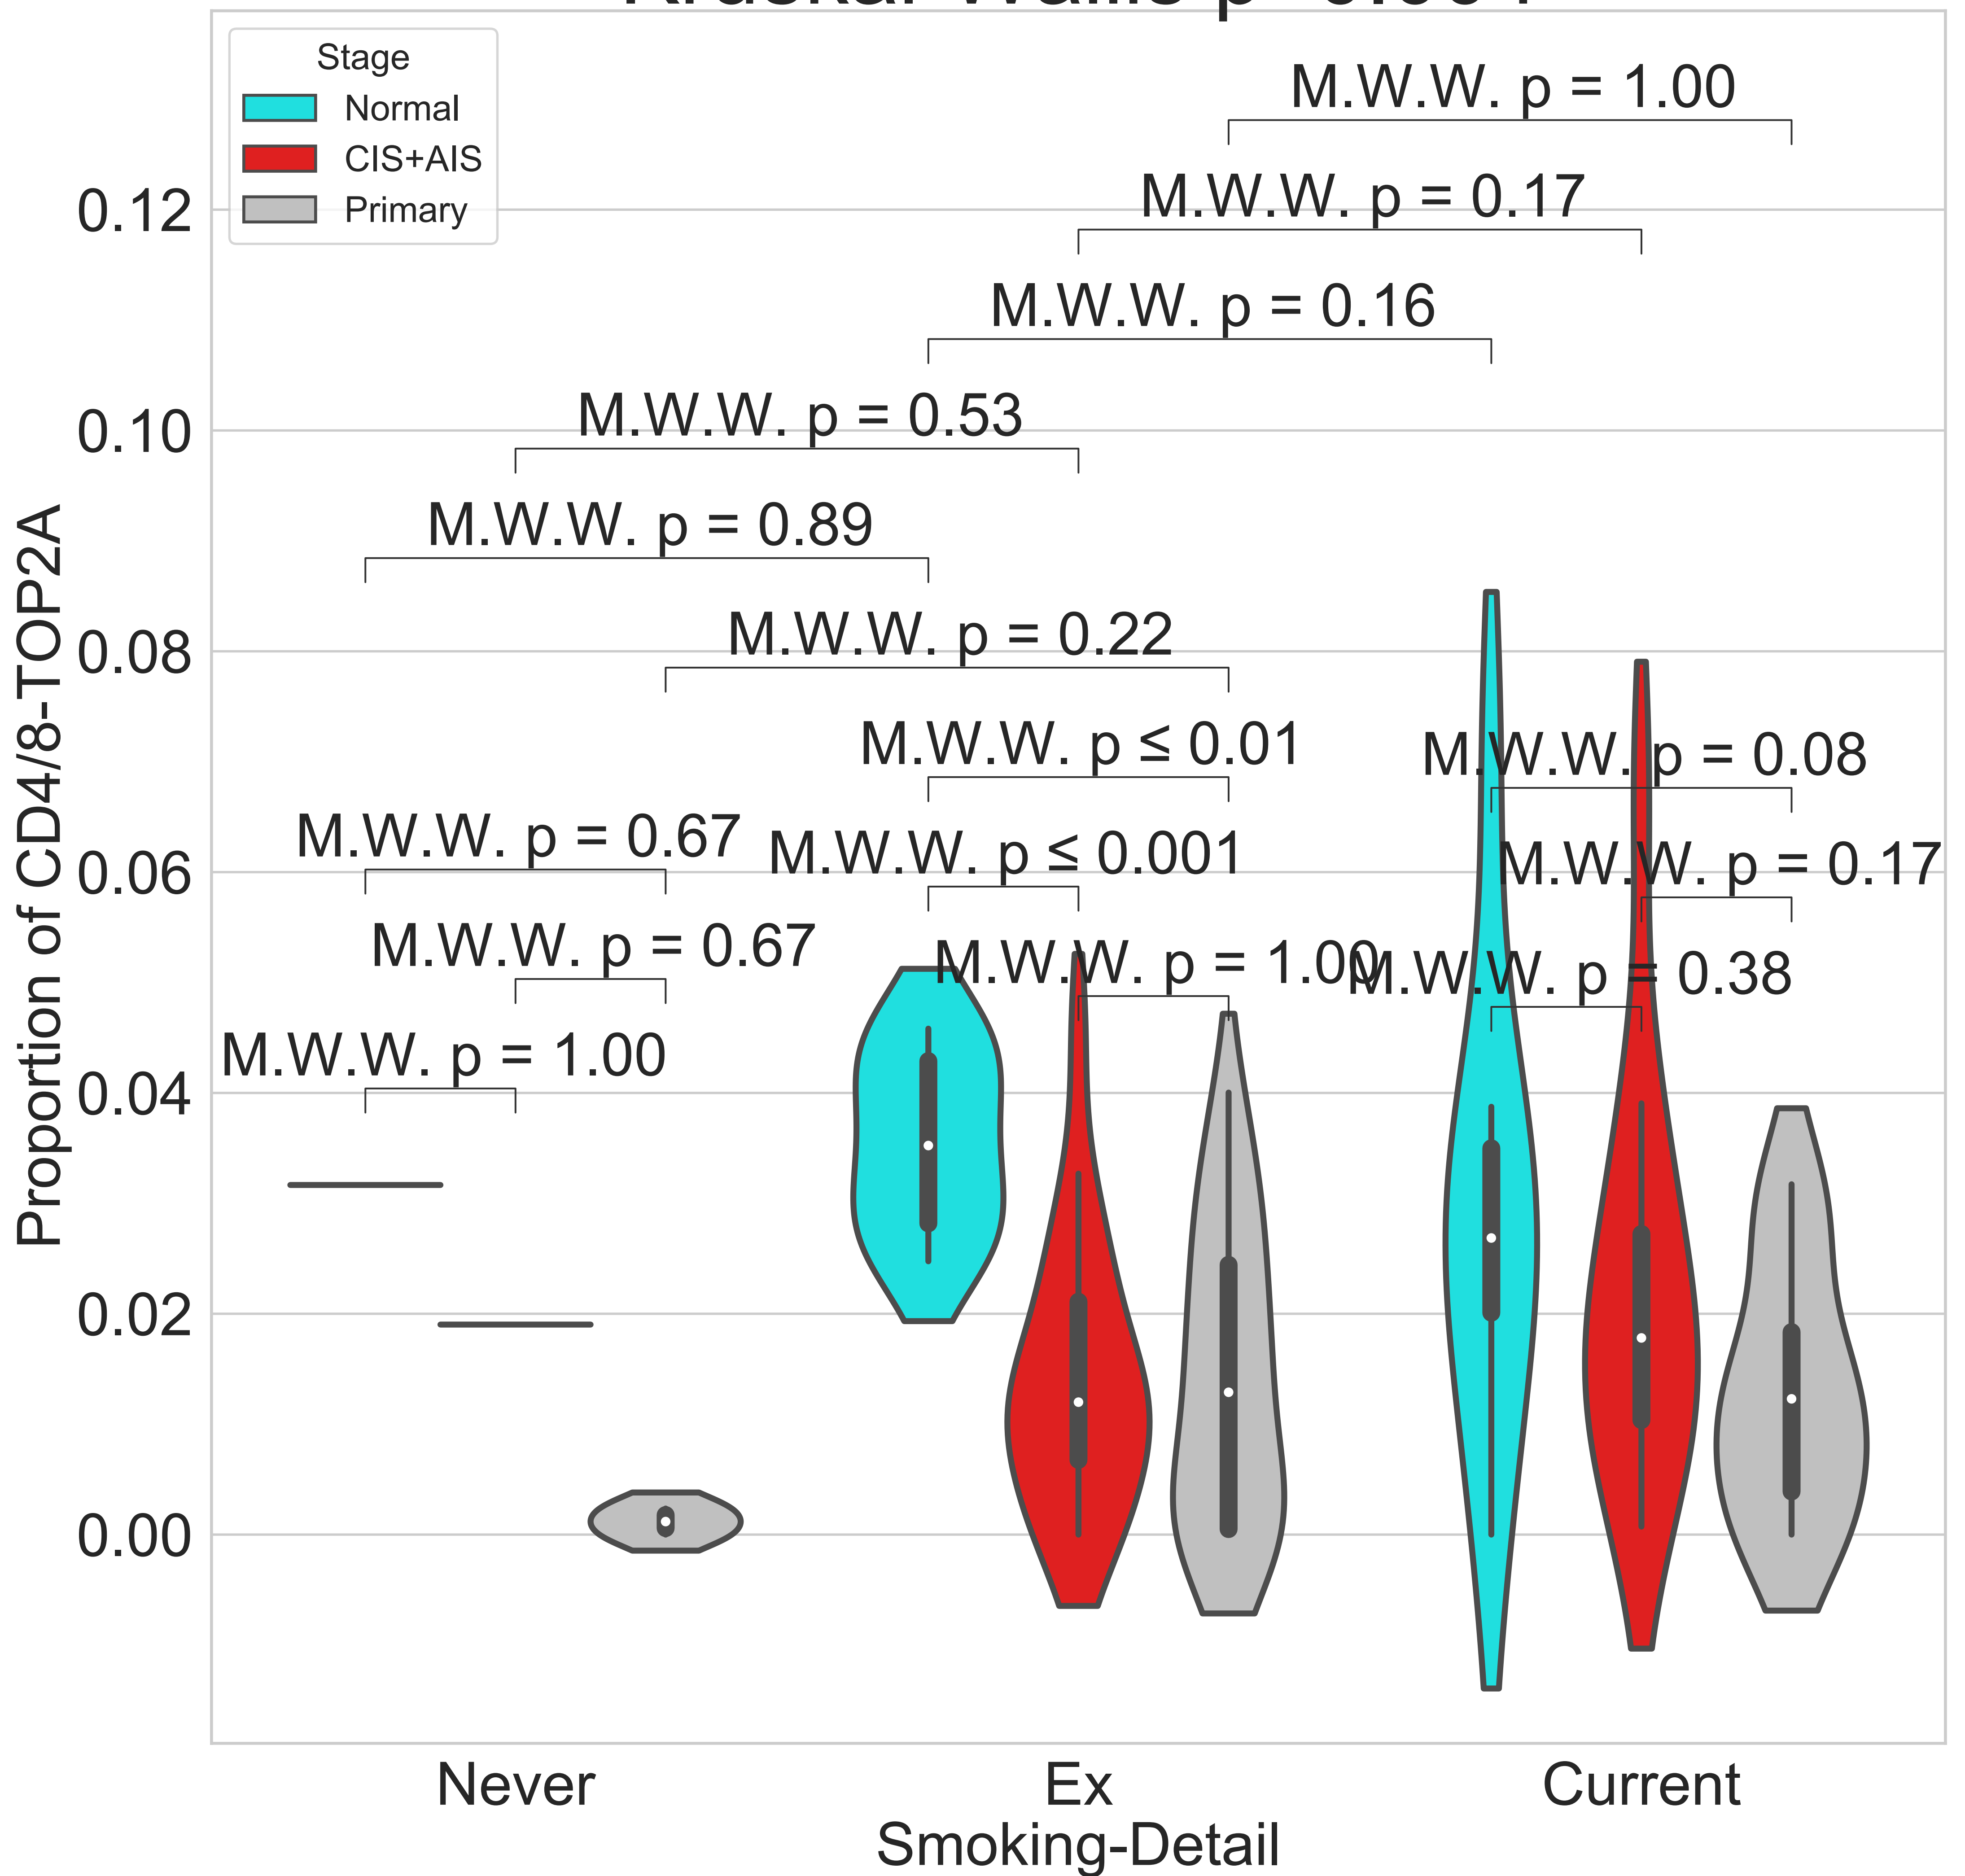 Stage
Normal
CIS+AIS
Primary
M.W.W. p = 1.00
M.W.W. p = 0.17
M.W.W. p = 0.16
M.W.W. p = 0.53
M.W.W. p = 0.89
M.W.W. p = 0.22
M.W.W. p ≤ 0.01
M.W.W. p = 0.08
M.W.W. p = 0.67
M.W.W. p ≤ 0.001
M.W.W. p = 0.17
M.W.W. p = 0.67
M.W.W. p = 1.00
M.W.W. p = 0.38
M.W.W. p = 1.00
0.12
0.10
0.08
0.06
0.04
0.02
0.00
Proportion of CD4/8-TOP2A
Never
Ex
Current
Smoking-Detail